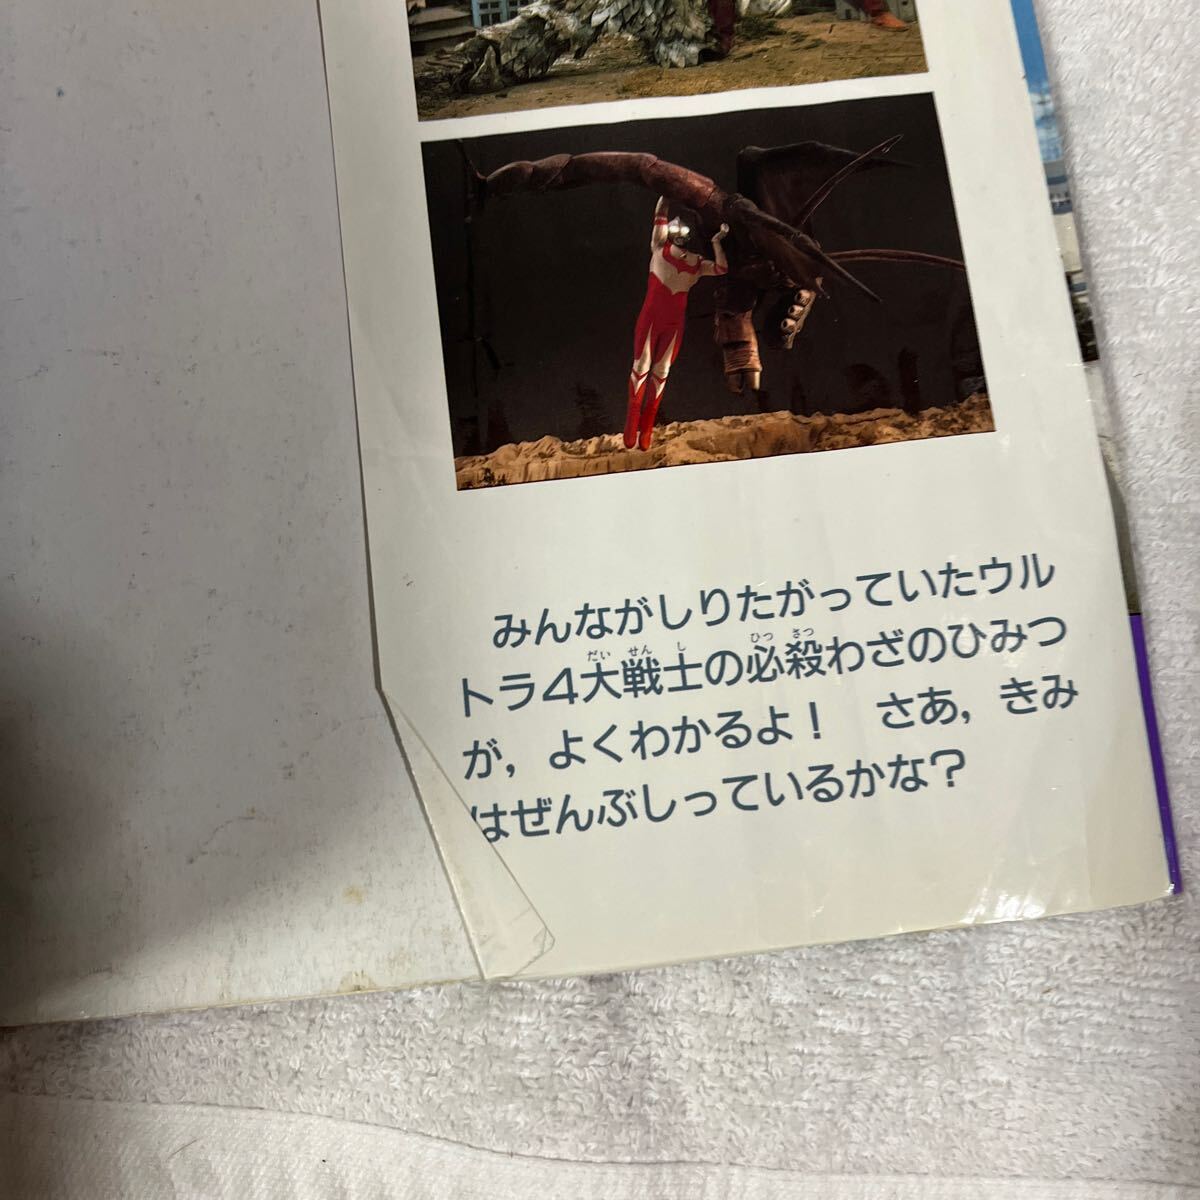 みんながしりたがっていたウル
トラ4大戦士の必殺わざのひみつ
が，よくわかるよ！　さあ，きみ
はぜんぶしっているかな？